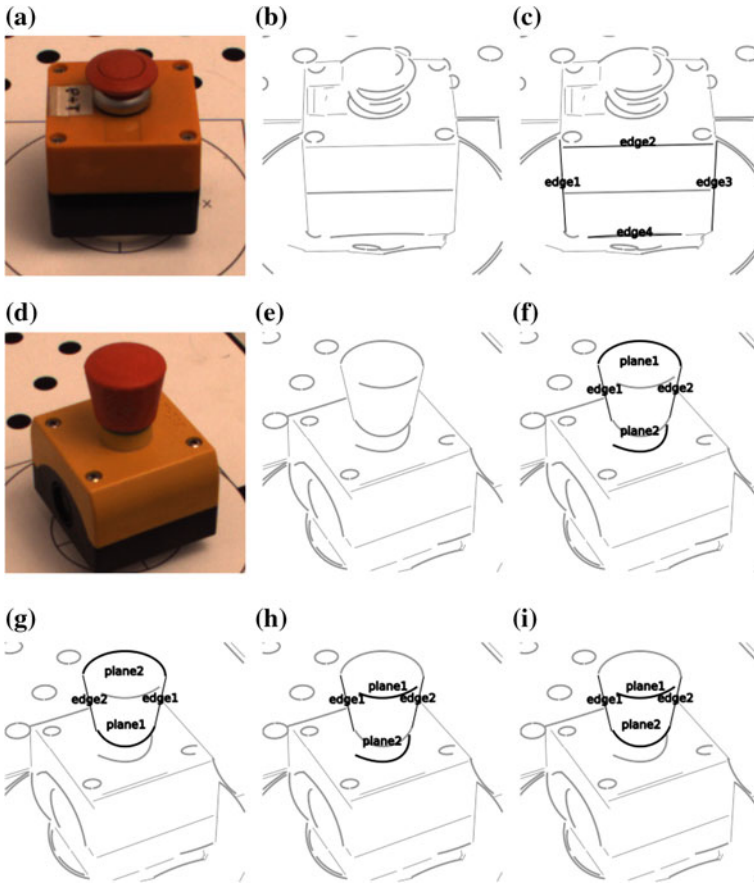 (a) (b) (c)
P+T
edge2
edge1 edge3
edge4
(d) (e) (f)
plane1
edge1 edge2
plane2
(g) (h) (i)
plane2
edge2 edge1
plane1
plane1
edge1 edge2
plane2
plane1
edge1 edge2
plane2